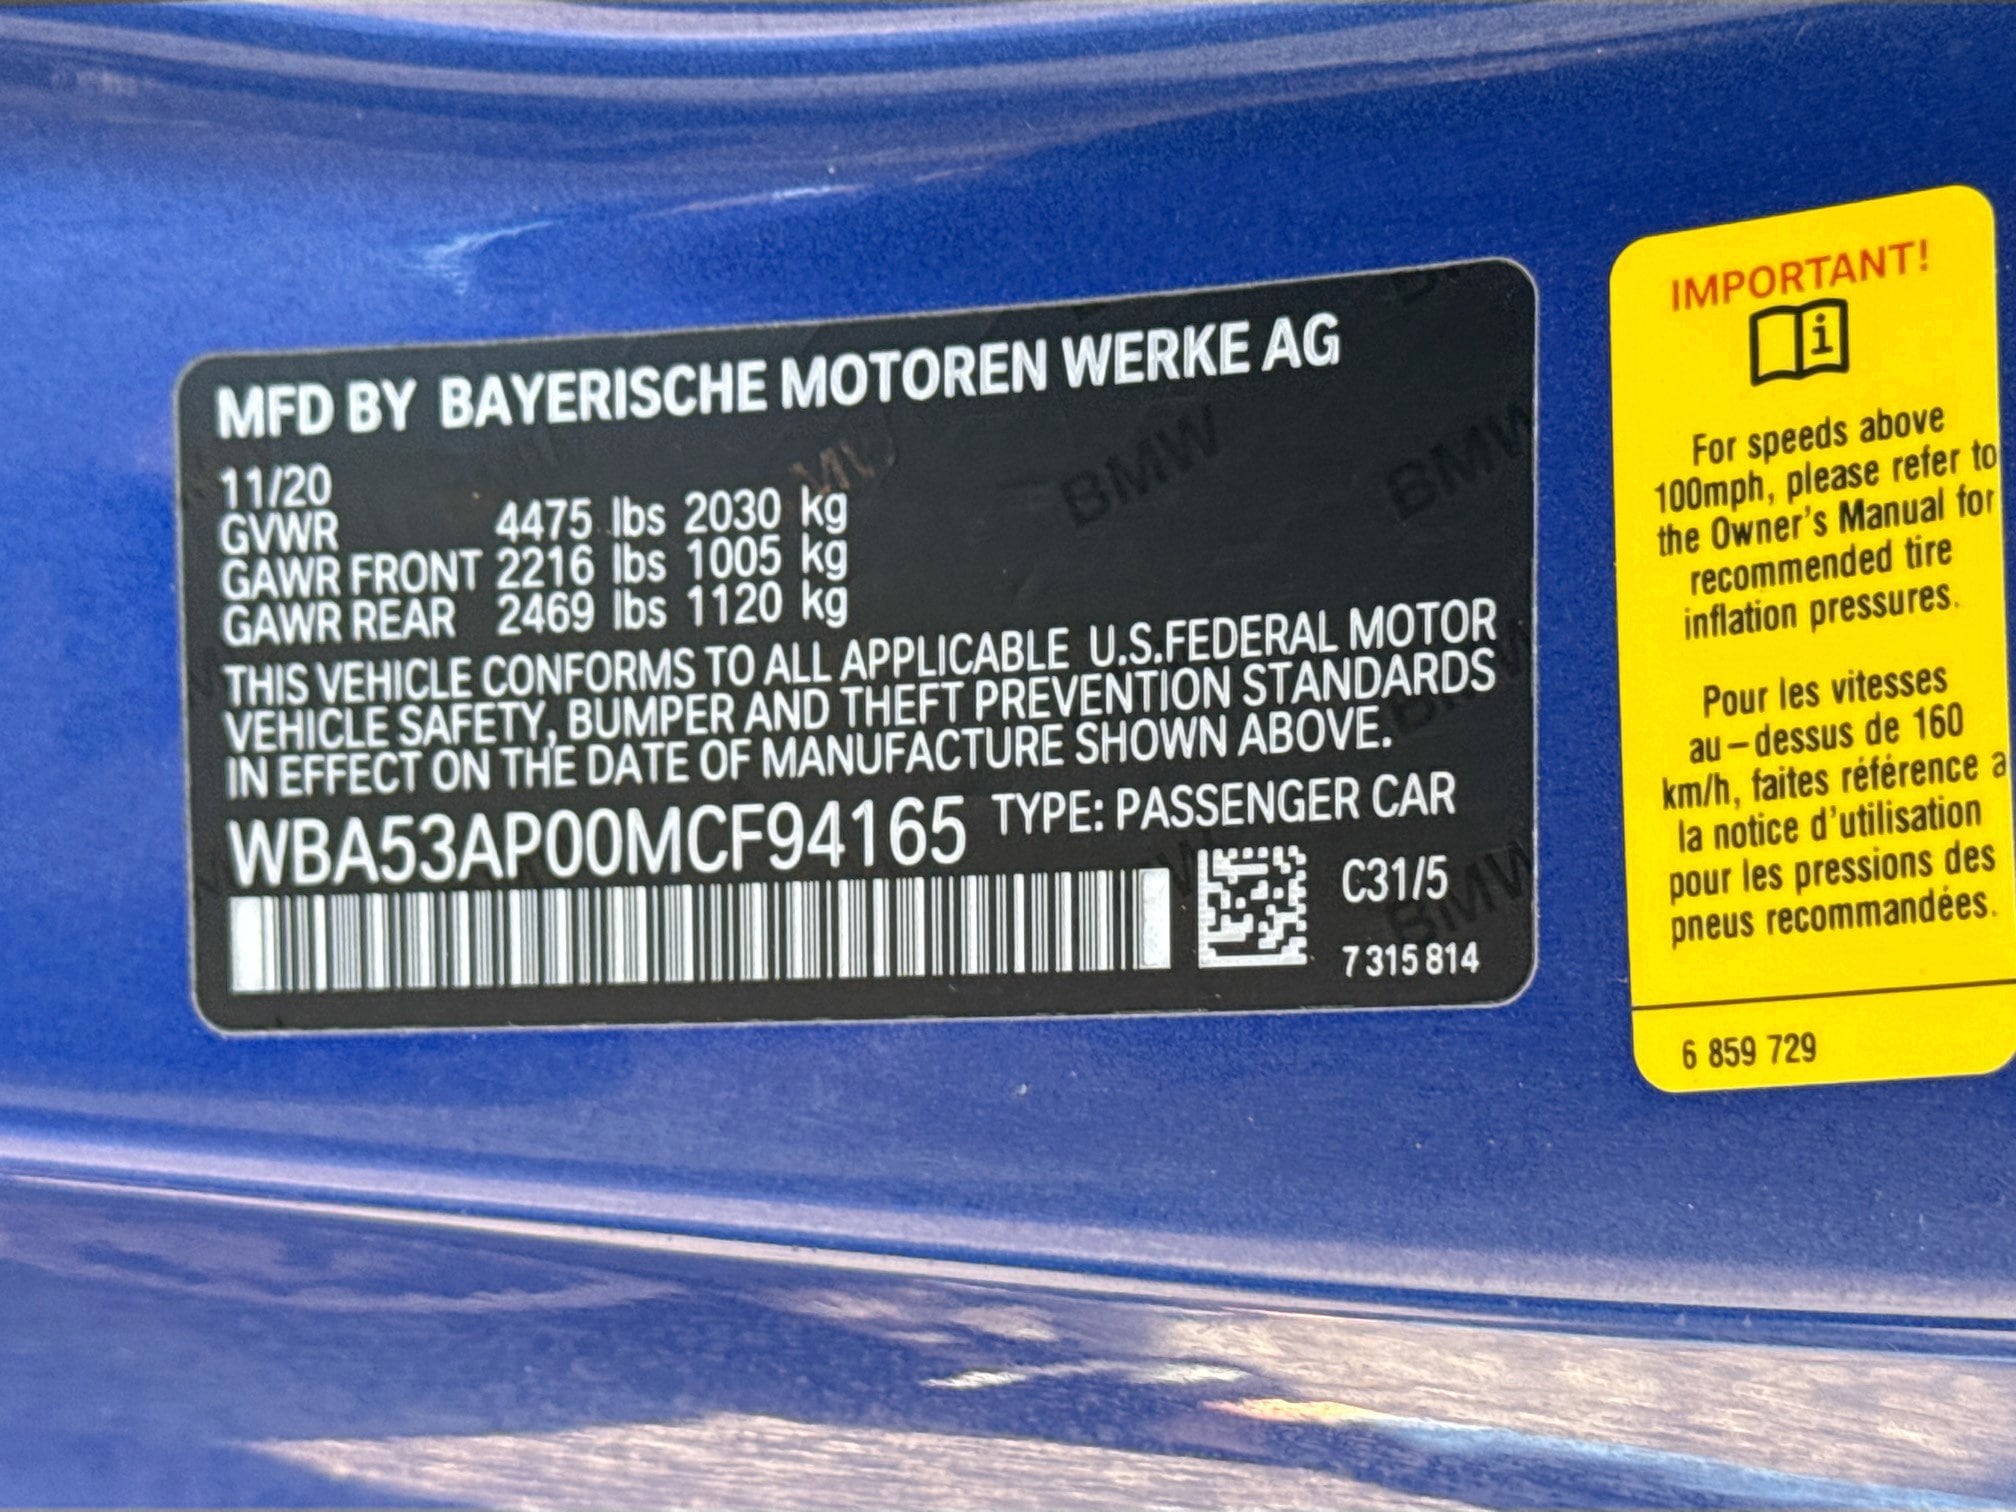 MFD BY BAYERISCHE MOTOREN WERKE AG
11/20
GVWR 4475 lbs 2030 kg
GAWR FRONT 2216 lbs 1005 kg
GAWR REAR 2469 lbs 1120 kg
THIS VEHICLE CONFORMS TO ALL APPLICABLE U.S.FEDERAL MOTOR
VEHICLE SAFETY, BUMPER AND THEFT PREVENTION STANDARDS
IN EFFECT ON THE DATE OF MANUFACTURE SHOWN ABOVE.
WBA53AP00MCF94165 TYPE: PASSENGER CAR
C31/5
7 315 814
BMW
BMW
BMW
IMPORTANT!
i
For speeds above
100mph, please refer to
the Owner's Manual for
recommended tire
inflation pressures.
Pour les vitesses
au-dessus de 160
km/h, faites référence a
la notice d'utilisation
pour les pressions des
pneus recommandées.
6 859 729